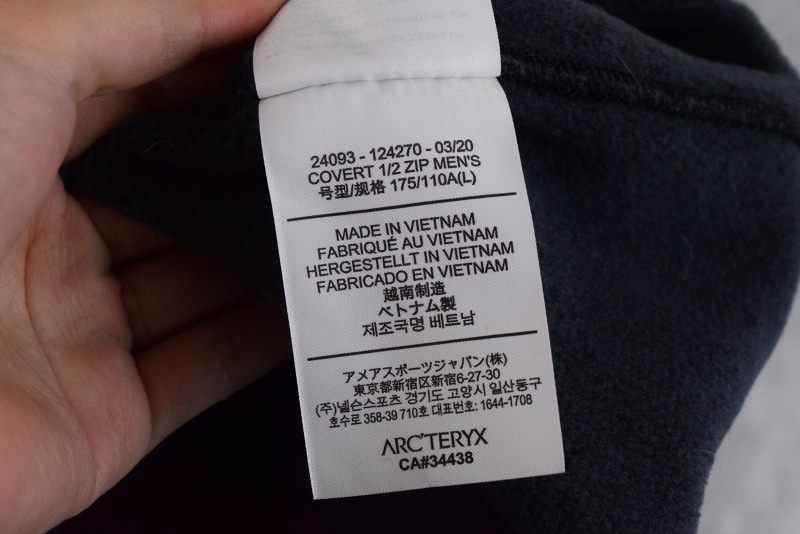 24093 - 124270 - 03/20
COVERT 1/2 ZIP MEN'S
号型/规格 175/110A(L)
MADE IN VIETNAM
FABRIQUÉ AU VIETNAM
HERGESTELLT IN VIETNAM
FABRICADO EN VIETNAM
越南制造
ベトナム製
제조국명 베트남
アメアスポーツジャパン(株)
東京都新宿区新宿6-27-30
(주)넬슨스포츠 경기도 고양시 일산동구
호수로 358-39 710호 대표번호: 1644-1708
ARC'TERYX
CA#34438